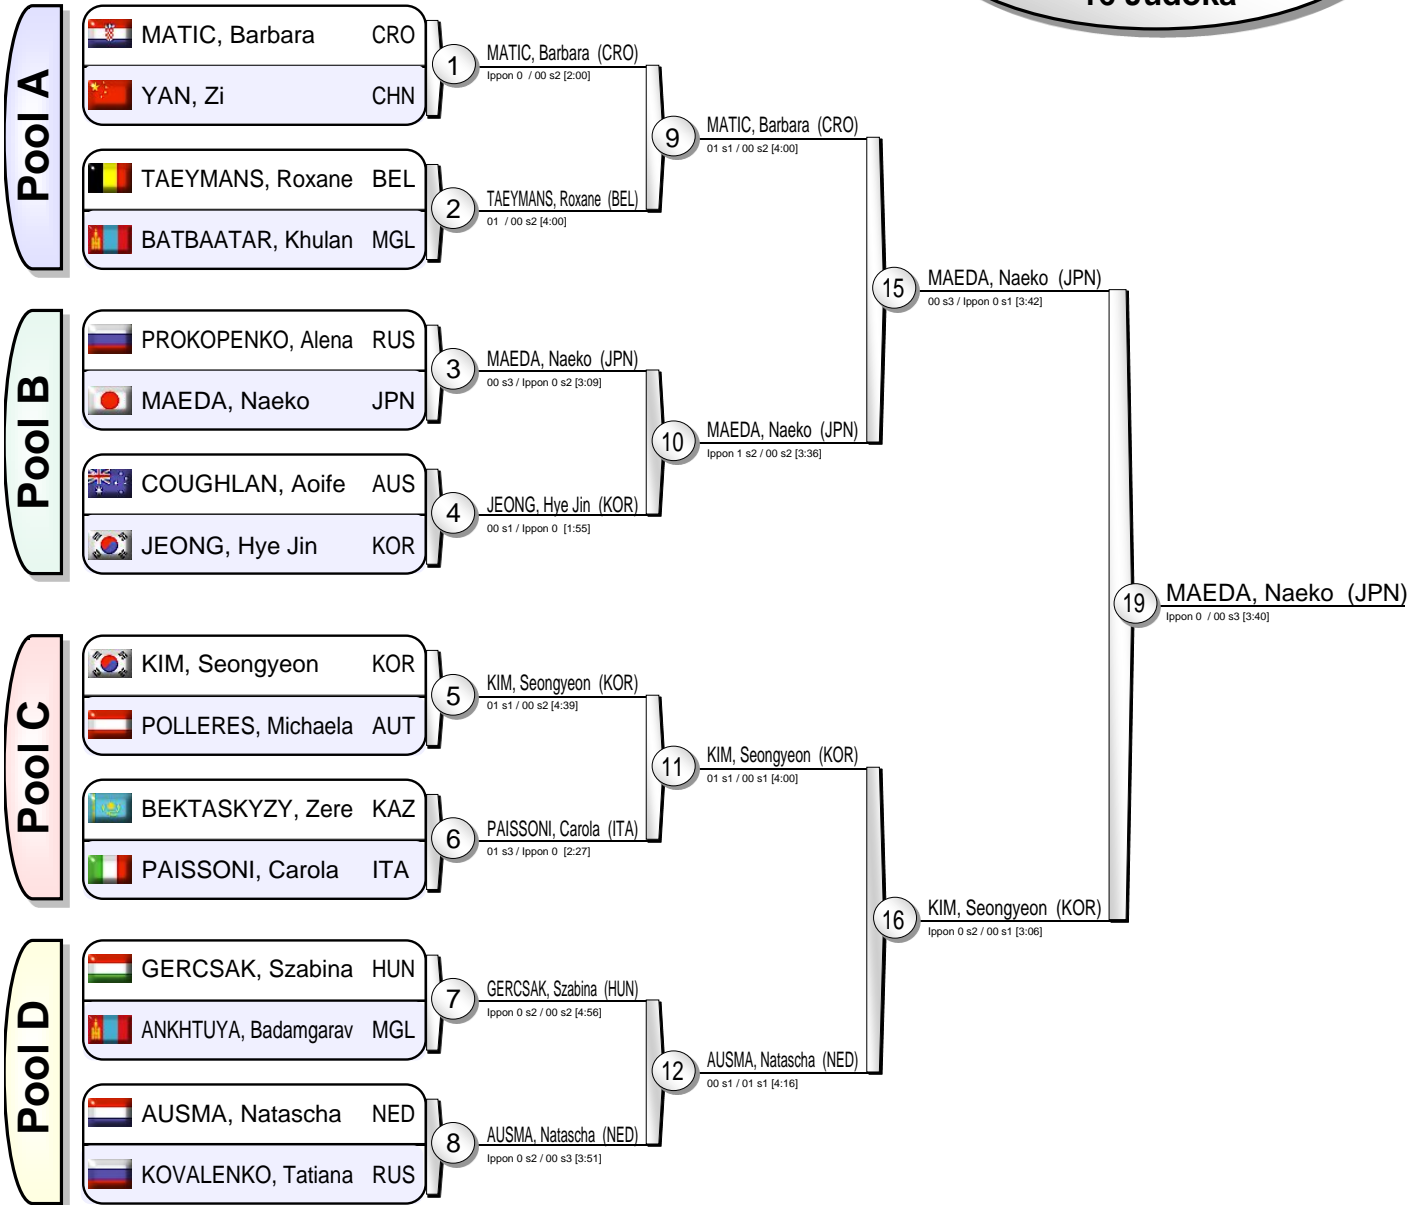 16 Judoka
Pool A
MATIC, Barbara CRO
YAN, Zi CHN
TAEYMANS, Roxane BEL
BATBAATAR, Khulan MGL
Pool B
PROKOPENKO, Alena RUS
MAEDA, Naeko JPN
COUGHLAN, Aoife AUS
JEONG, Hye Jin KOR
Pool C
KIM, Seongyeon KOR
POLLERES, Michaela AUT
BEKTASKYZY, Zere KAZ
PAISSONI, Carola ITA
Pool D
GERCSAK, Szabina HUN
ANKHTUYA, Badamgarav MGL
AUSMA, Natascha NED
KOVALENKO, Tatiana RUS
1
MATIC, Barbara (CRO)
Ippon 0 / 00 s2 [2:00]
2
TAEYMANS, Roxane (BEL)
01 / 00 s2 [4:00]
3
MAEDA, Naeko (JPN)
00 s3 / Ippon 0 s2 [3:09]
4
JEONG, Hye Jin (KOR)
00 s1 / Ippon 0 [1:55]
5
KIM, Seongyeon (KOR)
01 s1 / 00 s2 [4:39]
6
PAISSONI, Carola (ITA)
01 s3 / Ippon 0 [2:27]
7
GERCSAK, Szabina (HUN)
Ippon 0 s2 / 00 s2 [4:56]
8
AUSMA, Natascha (NED)
Ippon 0 s2 / 00 s3 [3:51]
9
MATIC, Barbara (CRO)
01 s1 / 00 s2 [4:00]
10
MAEDA, Naeko (JPN)
Ippon 1 s2 / 00 s2 [3:36]
11
KIM, Seongyeon (KOR)
01 s1 / 00 s1 [4:00]
12
AUSMA, Natascha (NED)
00 s1 / 01 s1 [4:16]
15
MAEDA, Naeko (JPN)
00 s3 / Ippon 0 s1 [3:42]
16
KIM, Seongyeon (KOR)
Ippon 0 s2 / 00 s1 [3:06]
19
MAEDA, Naeko (JPN)
Ippon 0 / 00 s3 [3:40]